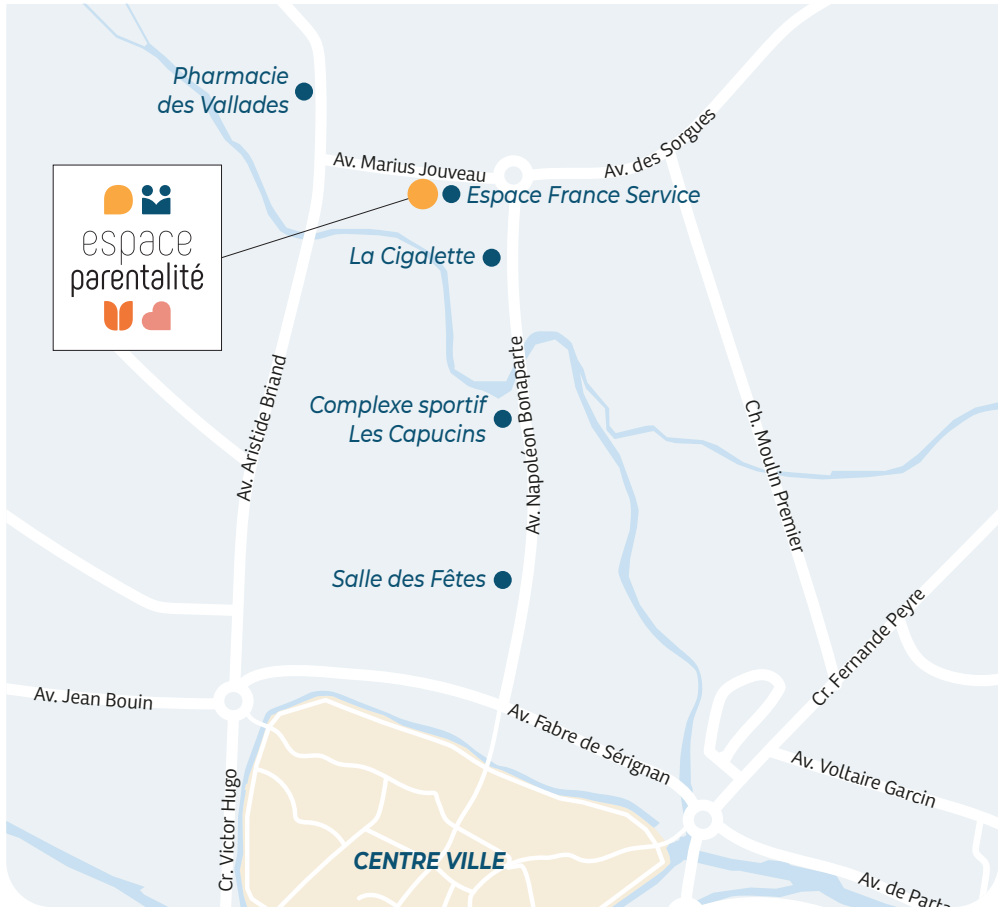 Pharmacie
des Vallades
Av. Marius Jouveau
Av. des Sorgues
Espace France Service
espace
parentalité
La Cigalette
Av. Aristide Briand
Av. Napoléon Bonaparte
Complexe sportif
Les Capucins
Ch. Moulin Premier
Salle des Fêtes
Cr. Fernande Peyre
Av. Jean Bouin
Av. Fabre de Sérignan
Av. Voltaire Garcin
Cr. Victor Hugo
CENTRE VILLE
Av. de